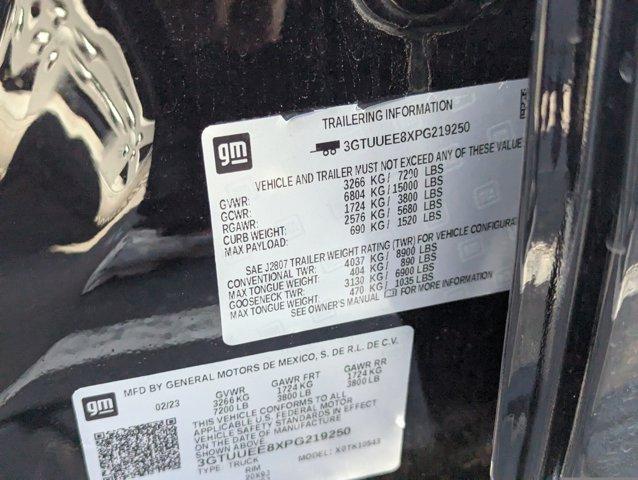 TRAILERING INFORMATION
gm
3GTUUEE8XPG219250
VEHICLE AND TRAILER MUST NOT EXCEED ANY OF THESE VALUE
GVWR: 3266 KG / 7200 LBS
GCWR: 6804 KG / 15000 LBS
RGAWR: 1724 KG / 3800 LBS
CURB WEIGHT: 2576 KG / 5680 LBS
MAX PAYLOAD: 690 KG / 1520 LBS
SAE J2807 TRAILER WEIGHT RATING (TWR) FOR VEHICLE CONFIGURA
CONVENTIONAL TWR: 4037 KG / 8900 LBS
MAX TONGUE WEIGHT: 404 KG / 890 LBS
GOOSENECK TWR: 3130 KG / 6900 LBS
MAX TONGUE WEIGHT: 470 KG / 1035 LBS
SEE OWNER'S MANUAL FOR MORE INFORMATION
MFD BY GENERAL MOTORS DE MEXICO, S. DE R.L. DE C.V.
gm
02/23 GVWR GAWR FRT GAWR RR
3266 KG 1724 KG 1724 KG
7200 LB 3800 LB 3800 LB
THIS VEHICLE CONFORMS TO ALL
APPLICABLE U.S. FEDERAL MOTOR
VEHICLE SAFETY STANDARDS IN EFFECT
ON THE DATE OF MANUFACTURE
SHOWN ABOVE
3GTUUEE8XPG219250
TYPE TRUCK MODEL: X0TK10543
RIM
20X9J